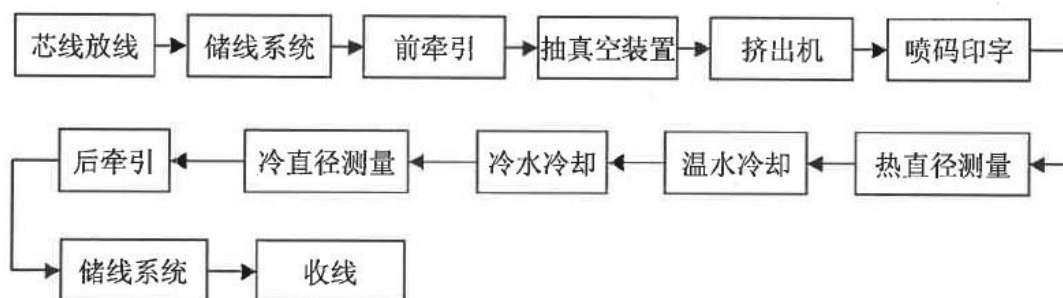 芯线放线 储线系统 前牵引 抽真空装置 挤出机 喷码印字
后牵引 冷直径测量 冷水冷却 温水冷却 热直径测量
储线系统 收线